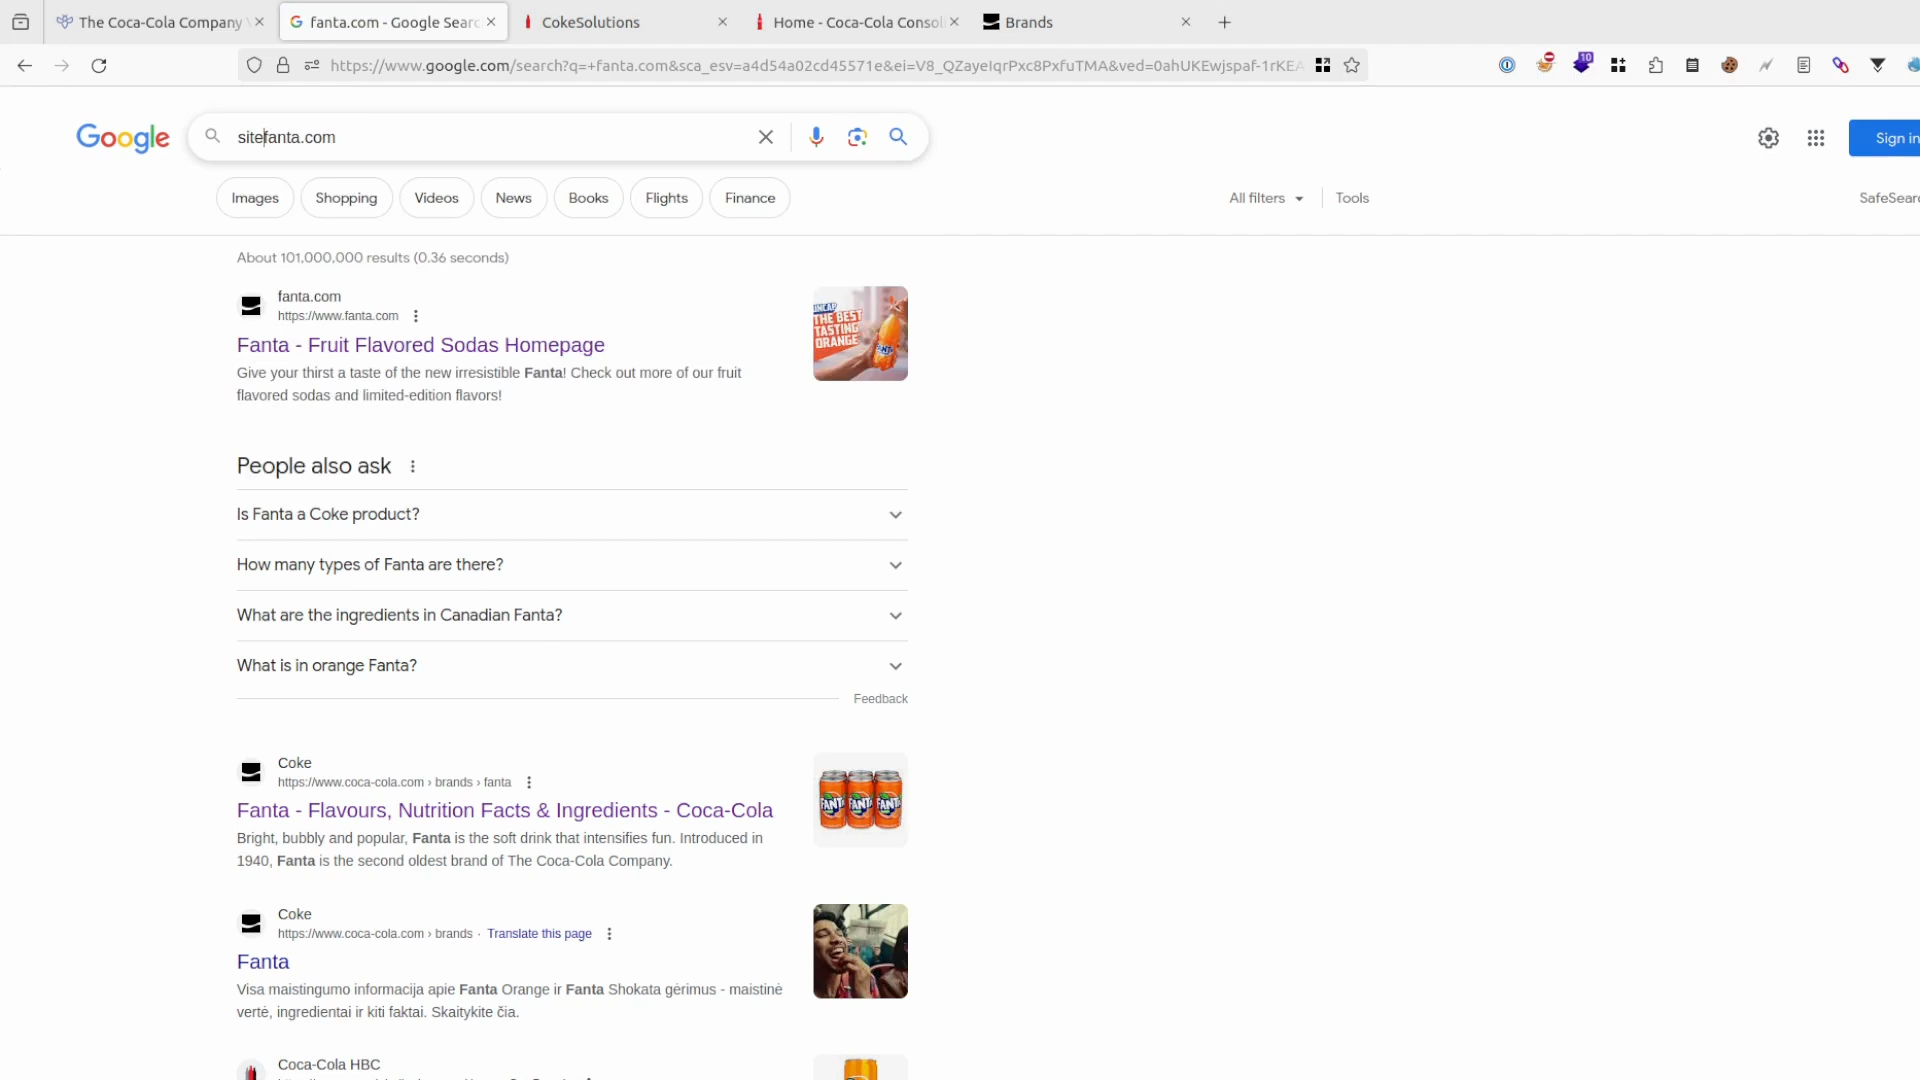 The Coca-Cola Company
fanta.com - Google Searc
CokeSolutions
Home - Coca-Cola Consol
Brands
https://www.google.com/search?q=+fanta.com&sca_esv=a4d54a02cd45571e&ei=V8_QZayeIqrPxc8PxfuTMA&ved=0ahUKEwjspaf-1rKEA
10
Google
sitefanta.com
Sign in
Images
Shopping
Videos
News
Books
Flights
Finance
All filters
Tools
SafeSearc
About 101,000,000 results (0.36 seconds)
fanta.com
https://www.fanta.com
Fanta - Fruit Flavored Sodas Homepage
Give your thirst a taste of the new irresistible Fanta! Check out more of our fruit
flavored sodas and limited-edition flavors!
UNCAP
THE BEST
TASTING
ORANGE
People also ask
Is Fanta a Coke product?
How many types of Fanta are there?
What are the ingredients in Canadian Fanta?
What is in orange Fanta?
Feedback
Coke
https://www.coca-cola.com › brands › fanta
Fanta - Flavours, Nutrition Facts & Ingredients - Coca-Cola
Bright, bubbly and popular, Fanta is the soft drink that intensifies fun. Introduced in
1940, Fanta is the second oldest brand of The Coca-Cola Company.
FANTA FANTA FANTA
Coke
https://www.coca-cola.com › brands · Translate this page
Fanta
Visa maistingumo informacija apie Fanta Orange ir Fanta Shokata gėrimus - maistinė
vertė, ingredientai ir kiti faktai. Skaitykite čia.
Coca-Cola HBC